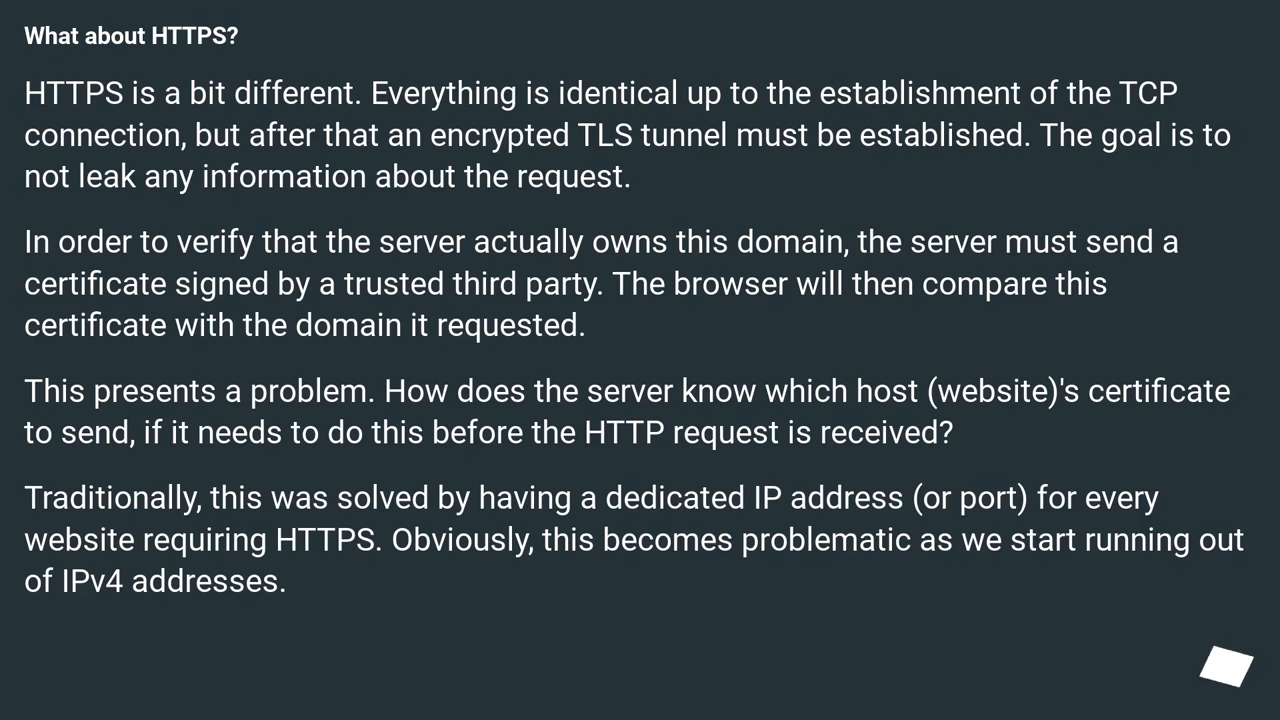 What about HTTPS?
HTTPS is a bit different. Everything is identical up to the establishment of the TCP
connection, but after that an encrypted TLS tunnel must be established. The goal is to
not leak any information about the request.
In order to verify that the server actually owns this domain, the server must send a
certificate signed by a trusted third party. The browser will then compare this
certificate with the domain it requested.
This presents a problem. How does the server know which host (website)'s certificate
to send, if it needs to do this before the HTTP request is received?
Traditionally, this was solved by having a dedicated IP address (or port) for every
website requiring HTTPS. Obviously, this becomes problematic as we start running out
of IPv4 addresses.